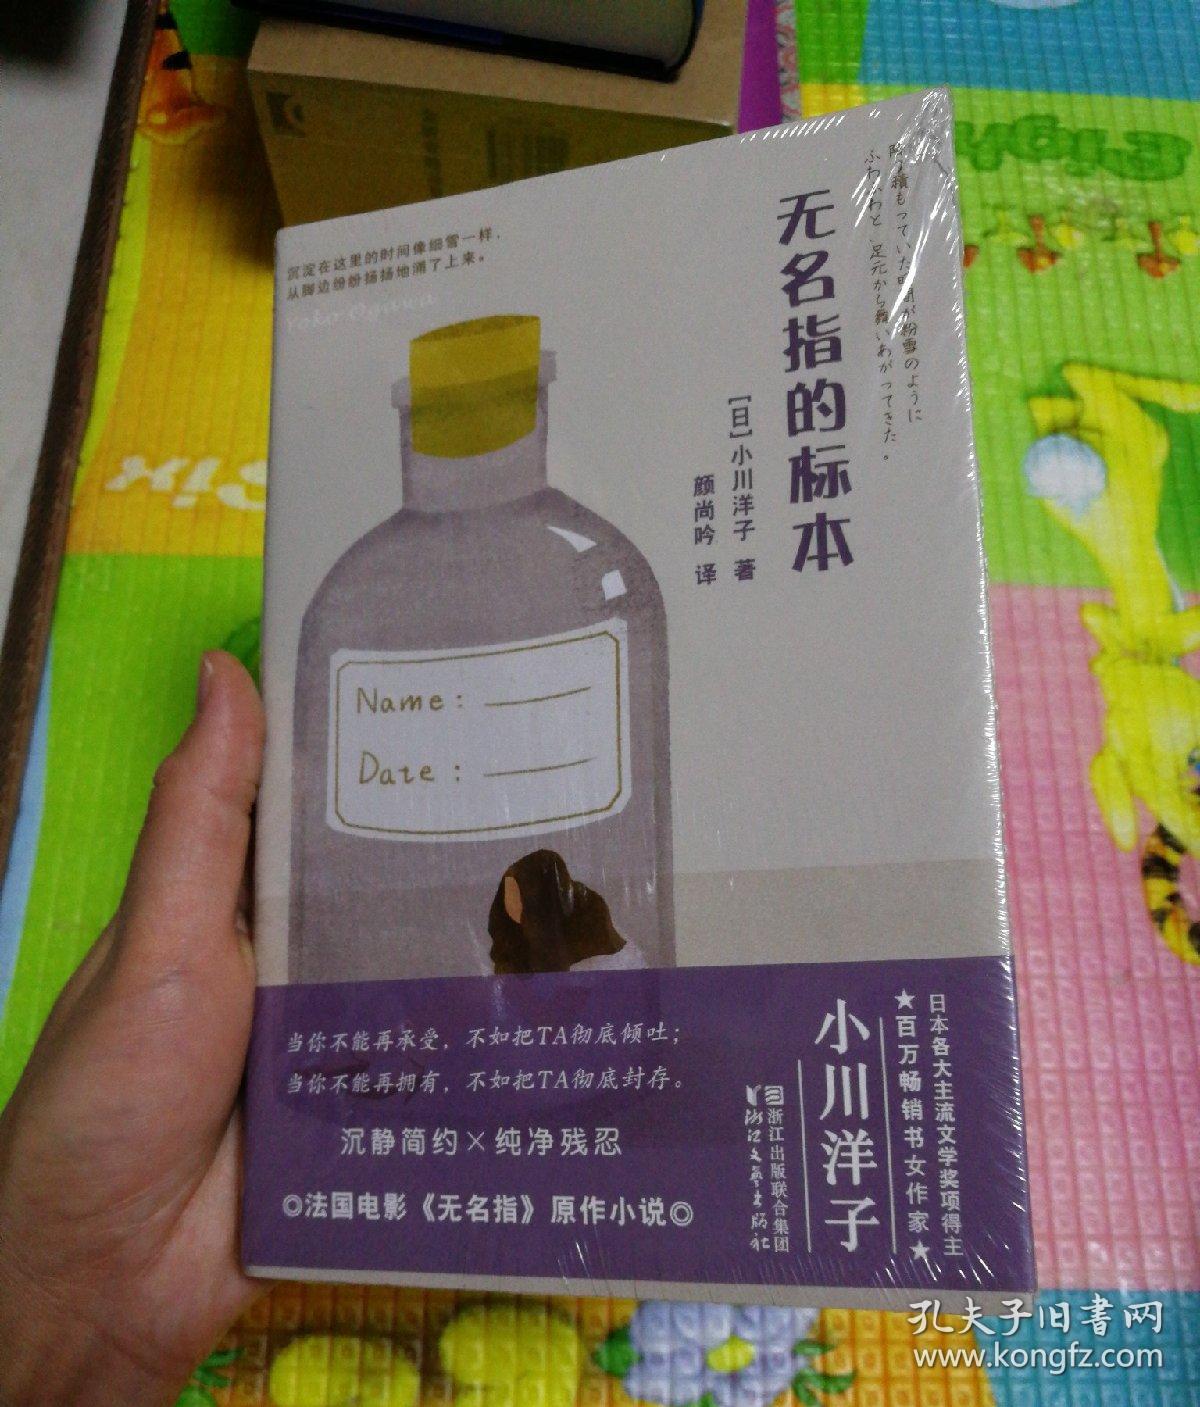 沉淀在这里的时间像细雪一样，
从脚边纷纷扬扬地涌了上来。
Yoko Ogawa
无名指的标本
[日]小川洋子 著
颜尚吟 译
降り積もっていた時間が粉雪のように
ふわふわと、足元から舞いあがってきた。
Name:
Date:
当你不能再承受，不如把TA彻底倾吐；
当你不能再拥有，不如把TA彻底封存。
沉静简约×纯净残忍
◎法国电影《无名指》原作小说◎
日本各大主流文学奖项得主
★百万畅销书女作家★
小川洋子
浙江出版联合集团
浙江文艺出版社
Six
Eight
孔夫子旧书网
www.kongfz.com